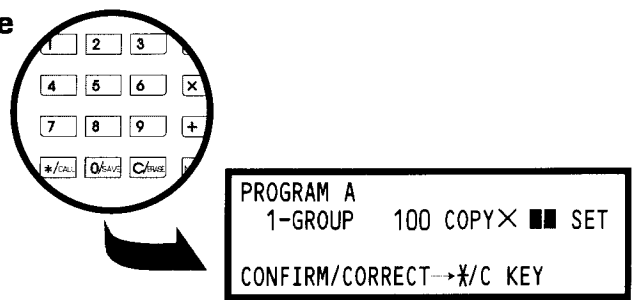 e
1 2 3
4 5 6 ×
7 8 9 +
*/CALL 0/SAVE C/ERASE
PROGRAM A
1-GROUP 100 COPY× ■■ SET
CONFIRM/CORRECT→*/C KEY